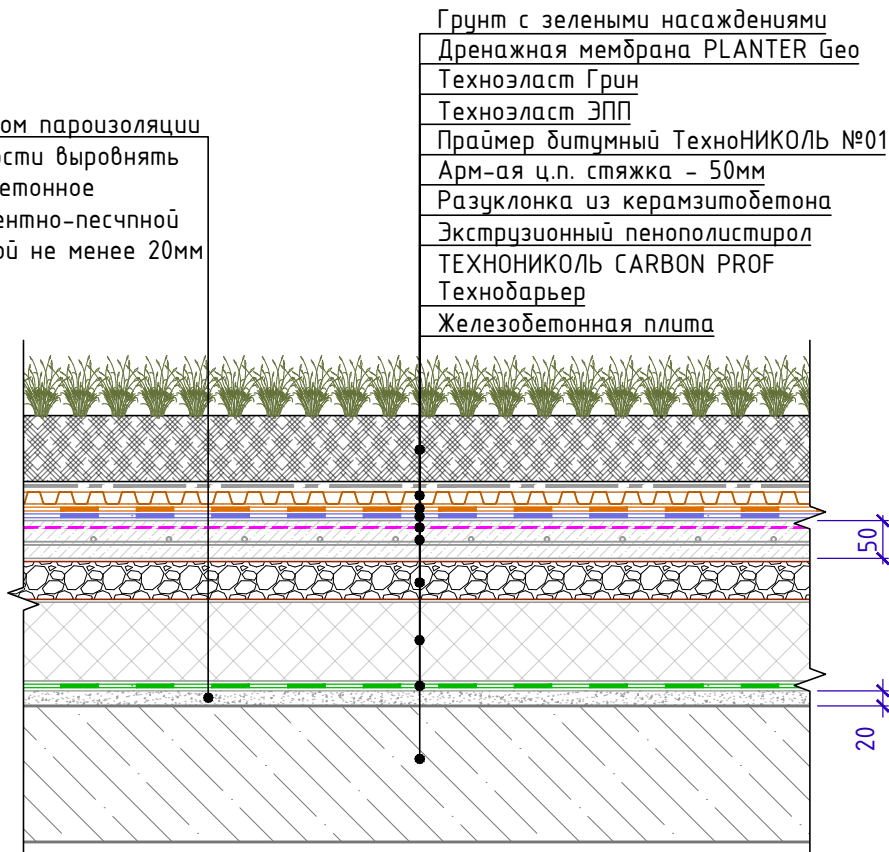 Грунт с зелеными насаждениями
Дренажная мембрана PLANTER Geo
Техноэласт Грин
Техноэласт ЭПП
Праймер битумный ТехноНИКОЛЬ №01
Арм-ая ц.п. стяжка - 50мм
Разуклонка из керамзитобетона
Экструзионный пенополистирол
ТЕХНОНИКОЛЬ CARBON PROF
Технобарьер
Железобетонная плита
ом пароизоляции
ости выровнять
етонное
ентно-песчпной
ой не менее 20мм
50
20